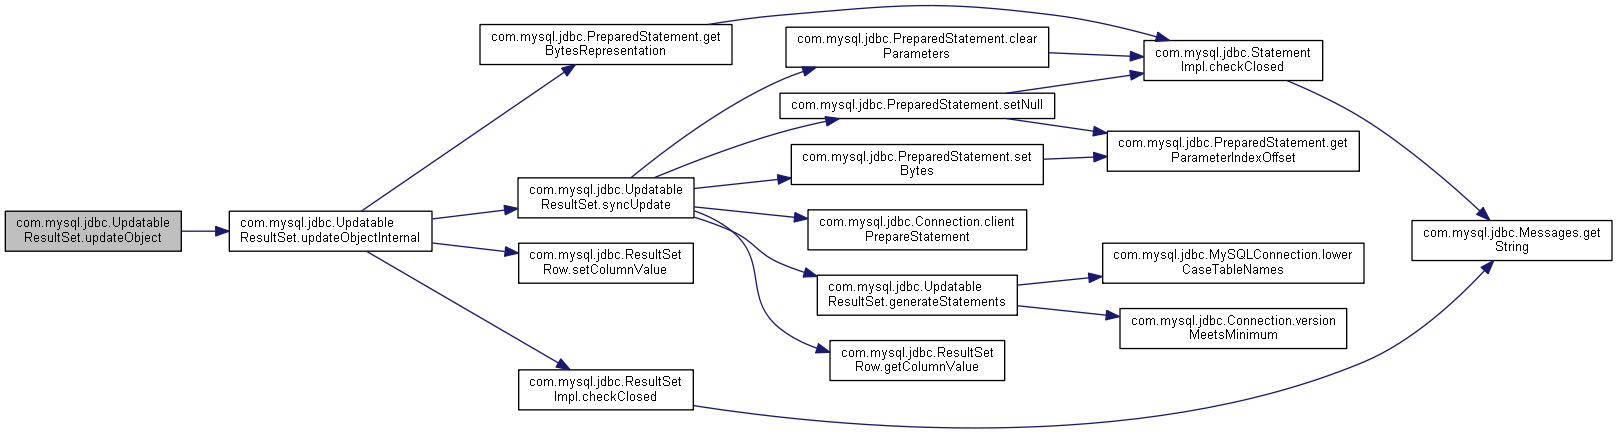 com.mysql.jdbc.Updatable
ResultSet.updateObject
com.mysql.jdbc.Updatable
ResultSet.updateObjectInternal
com.mysql.jdbc.PreparedStatement.get
BytesRepresentation
com.mysql.jdbc.Updatable
ResultSet.syncUpdate
com.mysql.jdbc.ResultSet
Row.setColumnValue
com.mysql.jdbc.ResultSet
Impl.checkClosed
com.mysql.jdbc.PreparedStatement.clear
Parameters
com.mysql.jdbc.PreparedStatement.setNull
com.mysql.jdbc.PreparedStatement.set
Bytes
com.mysql.jdbc.Connection.client
PrepareStatement
com.mysql.jdbc.Updatable
ResultSet.generateStatements
com.mysql.jdbc.ResultSet
Row.getColumnValue
com.mysql.jdbc.Statement
Impl.checkClosed
com.mysql.jdbc.PreparedStatement.get
ParameterIndexOffset
com.mysql.jdbc.MySQLConnection.lower
CaseTableNames
com.mysql.jdbc.Connection.version
MeetsMinimum
com.mysql.jdbc.Messages.get
String